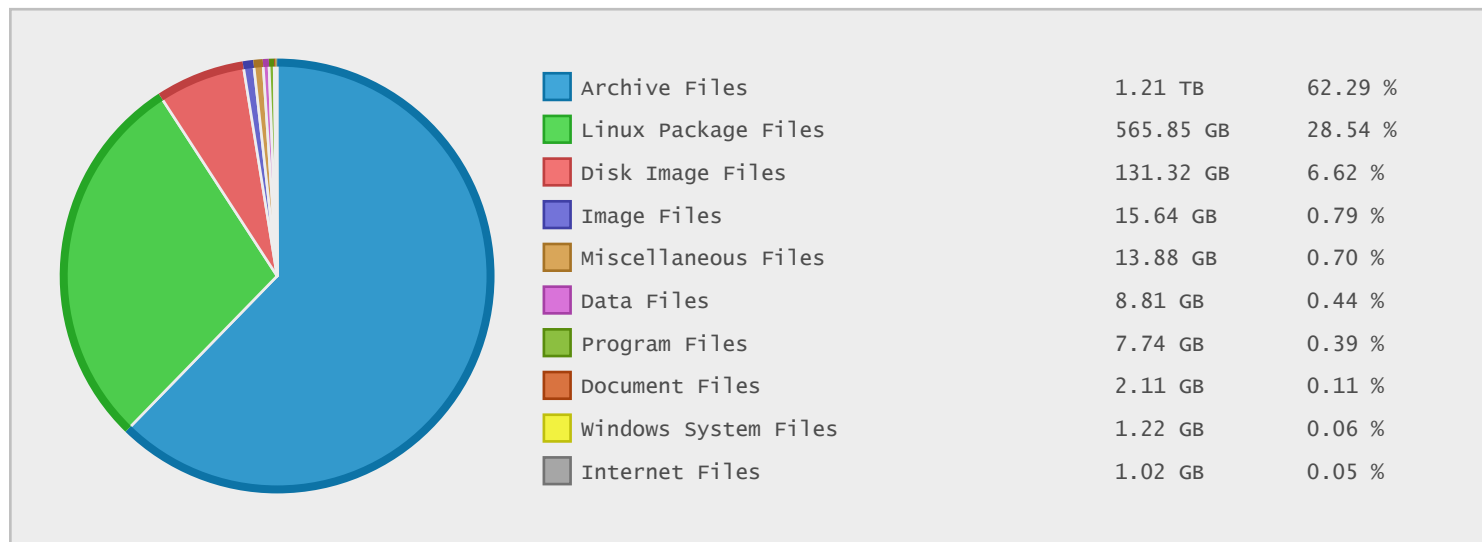 Archive Files 1.21 TB 62.29 %
Linux Package Files 565.85 GB 28.54 %
Disk Image Files 131.32 GB 6.62 %
Image Files 15.64 GB 0.79 %
Miscellaneous Files 13.88 GB 0.70 %
Data Files 8.81 GB 0.44 %
Program Files 7.74 GB 0.39 %
Document Files 2.11 GB 0.11 %
Windows System Files 1.22 GB 0.06 %
Internet Files 1.02 GB 0.05 %